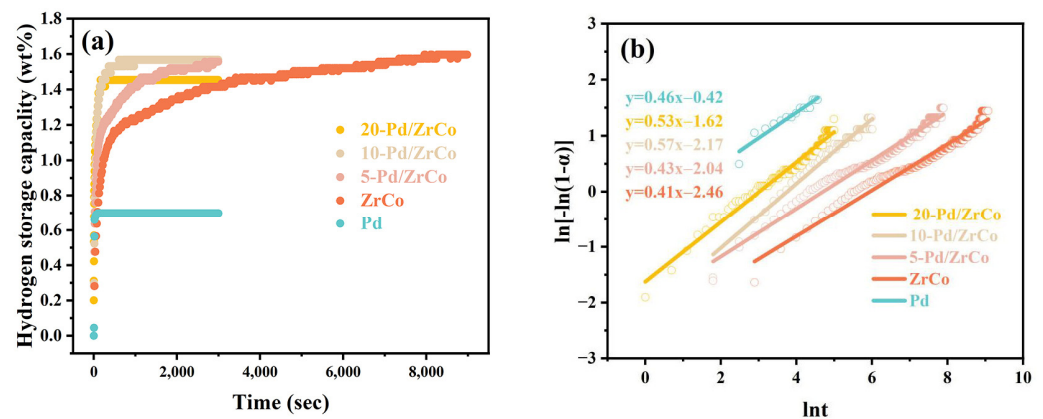 (a)
Hydrogen storage capaclity (wt%)
1.8
1.6
1.4
1.2
1.0
0.8
0.6
0.4
0.2
0.0
20-Pd/ZrCo
10-Pd/ZrCo
5-Pd/ZrCo
ZrCo
Pd
0 2,000 4,000 6,000 8,000
Time (sec)
(b)
ln[-ln(1-α)]
3
2
1
0
−1
−2
−3
y=0.46x−0.42
y=0.53x−1.62
y=0.57x−2.17
y=0.43x−2.04
y=0.41x−2.46
20-Pd/ZrCo
10-Pd/ZrCo
5-Pd/ZrCo
ZrCo
Pd
0 2 4 6 8 10
lnt